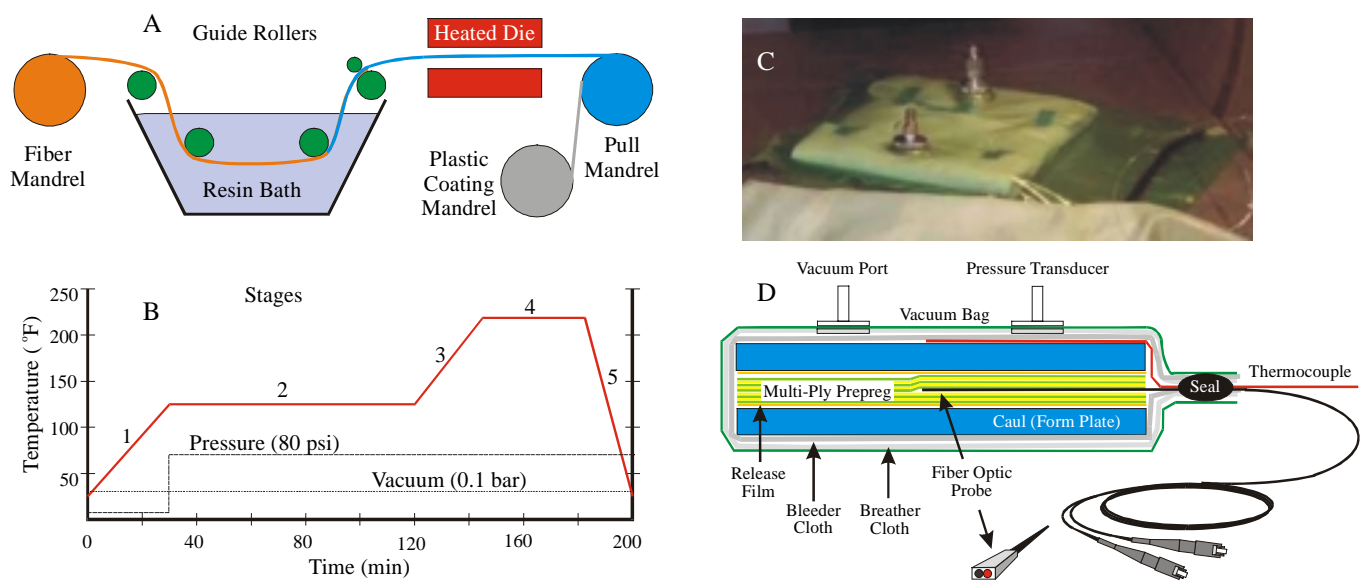 A
Guide Rollers
Heated Die
Fiber
Mandrel
Resin Bath
Plastic
Coating
Mandrel
Pull
Mandrel
C
B
Stages
Temperature ( °F)
250
200
150
100
50
1
2
3
4
5
Pressure (80 psi)
Vacuum (0.1 bar)
0
40
80
120
160
200
Time (min)
D
Vacuum Port
Pressure Transducer
Vacuum Bag
Thermocouple
Seal
Multi-Ply Prepreg
Caul (Form Plate)
Release
Film
Bleeder
Cloth
Breather
Cloth
Fiber Optic
Probe